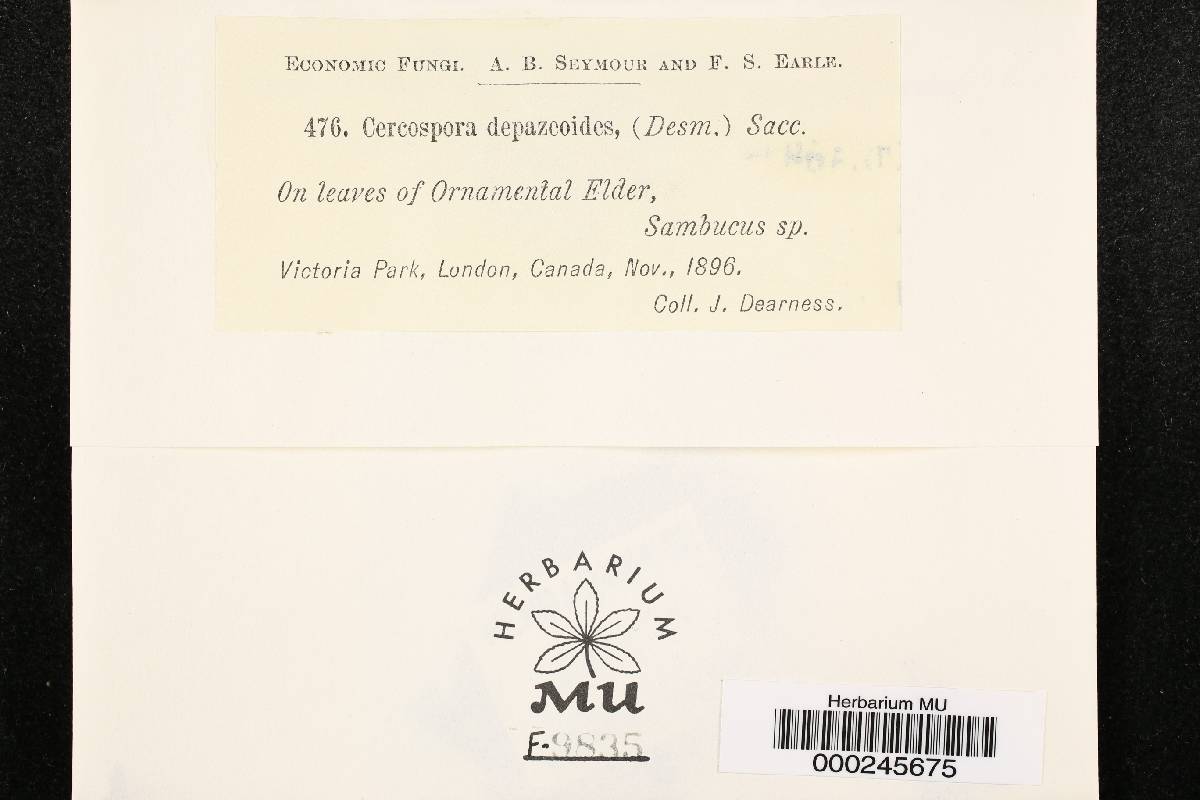 Economic Fungi. A. B. Seymour and F. S. Earle.
476. Cercospora depazeoides, (Desm.) Sacc.
On leaves of Ornamental Elder,
Sambucus sp.
Victoria Park, London, Canada, Nov., 1896.
Coll. J. Dearness.
HERBARIUM
MU
F-9835
Herbarium MU
000245675